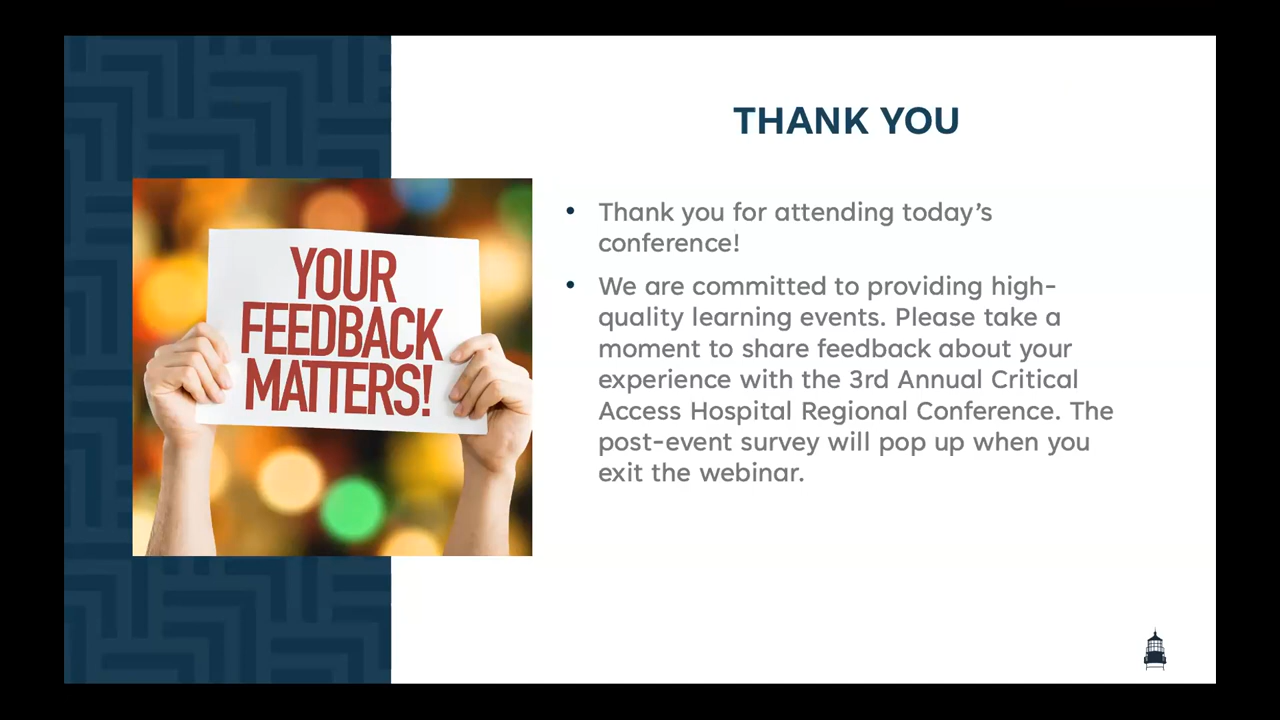 THANK YOU
YOUR
FEEDBACK
MATTERS!
• Thank you for attending today’s
conference!
• We are committed to providing high-
quality learning events. Please take a
moment to share feedback about your
experience with the 3rd Annual Critical
Access Hospital Regional Conference. The
post-event survey will pop up when you
exit the webinar.